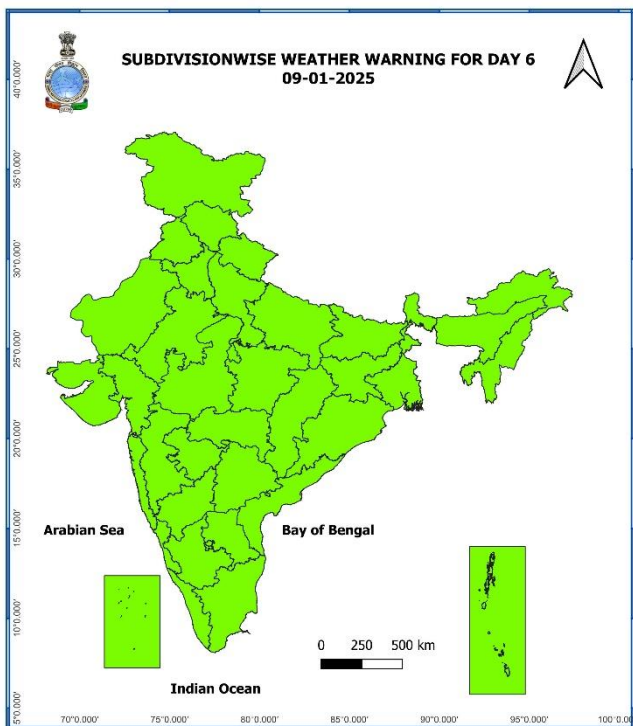 SUBDIVISIONWISE WEATHER WARNING FOR DAY 6
09-01-2025
40°0.000'
35°0.000'
30°0.000'
25°0.000'
20°0.000'
15°0.000'
10°0.000'
5°0.000'
Arabian Sea
Bay of Bengal
0 250 500 km
Indian Ocean
70°0.000' 75°0.000' 80°0.000' 85°0.000' 90°0.000' 95°0.000' 100°0.0